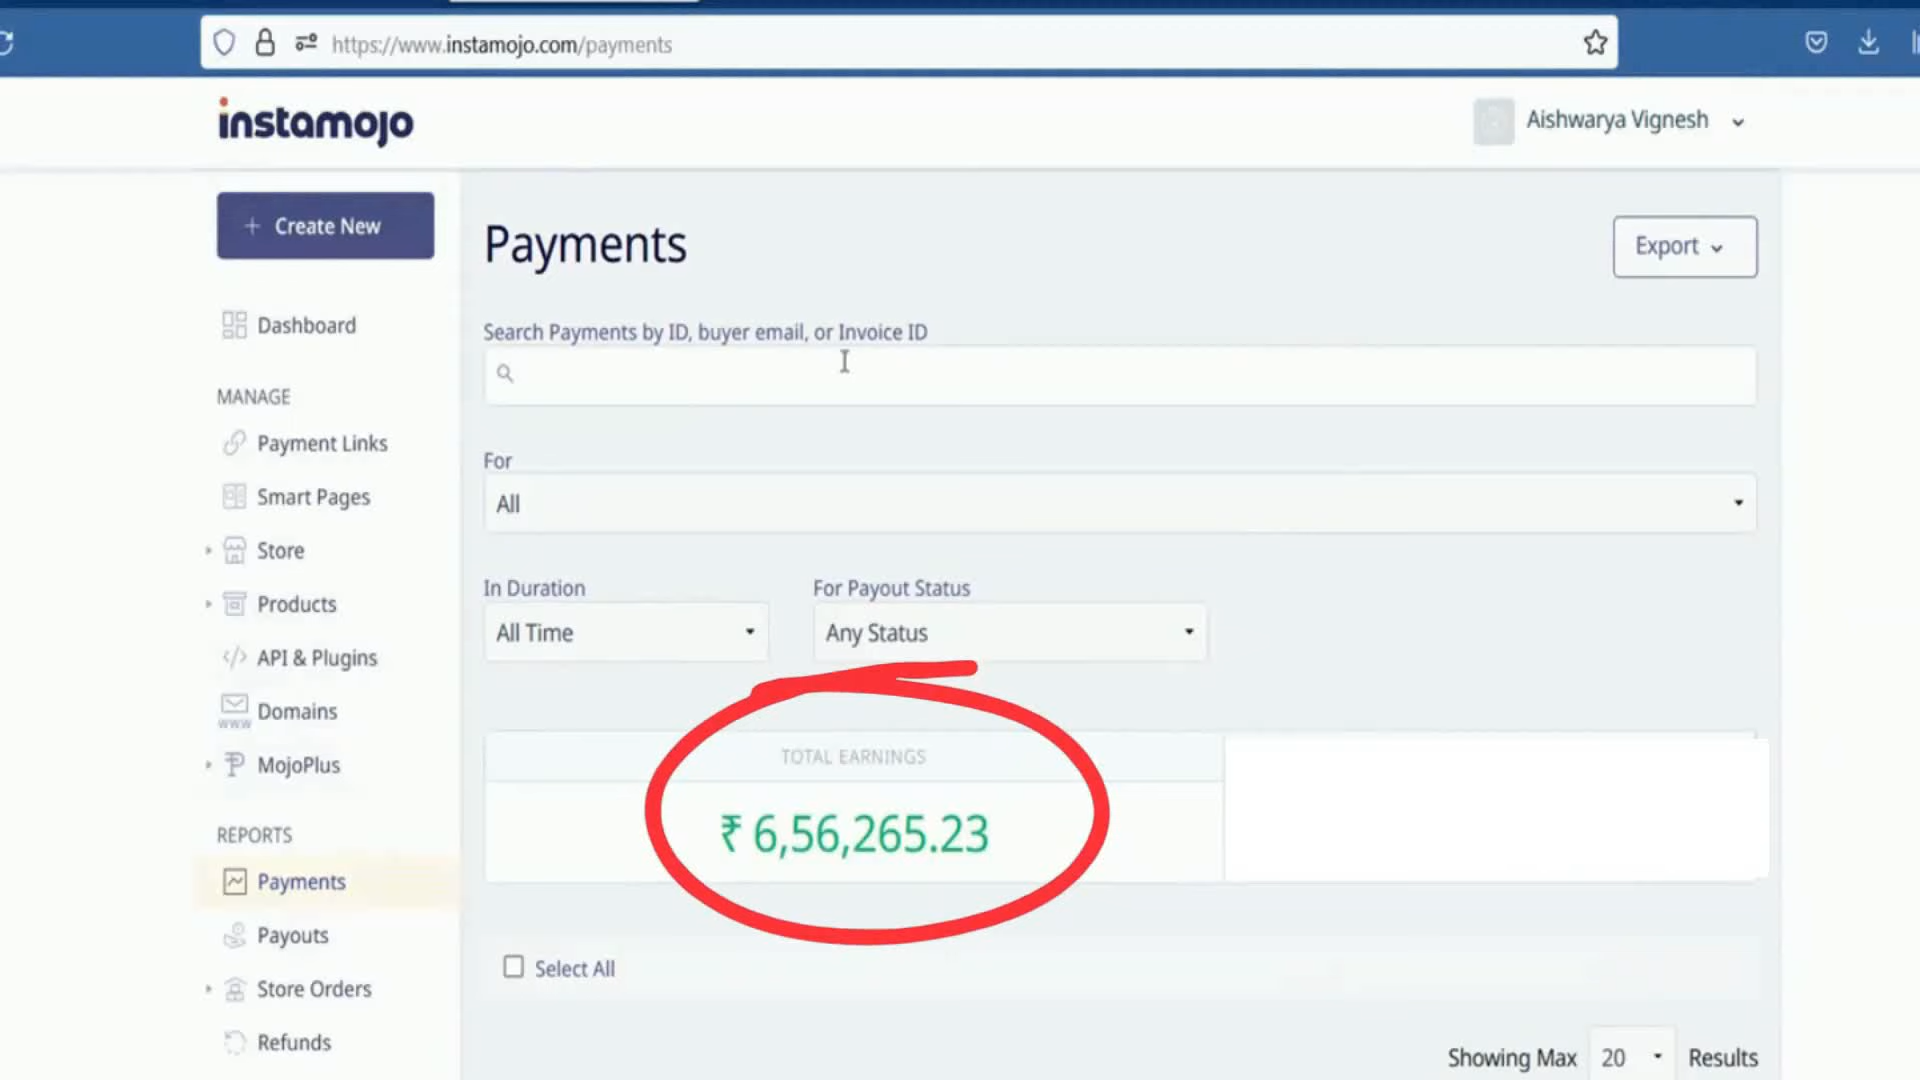 https://www.instamojo.com/payments
instamojo
Aishwarya Vignesh
+ Create New
Payments
Export
Dashboard
Search Payments by ID, buyer email, or Invoice ID
MANAGE
Payment Links
For
Smart Pages
All
Store
Products
In Duration
For Payout Status
All Time
Any Status
API & Plugins
www
Domains
MojoPlus
TOTAL EARNINGS
₹ 6,56,265.23
REPORTS
Payments
Payouts
Select All
Store Orders
Refunds
Showing Max 20 Results